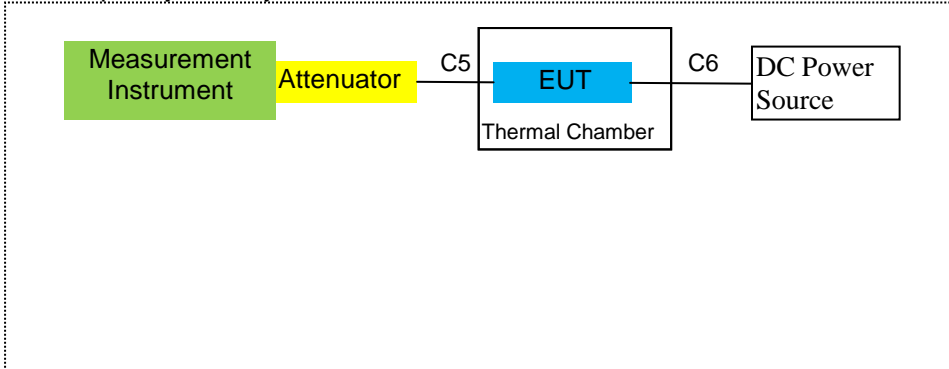 Measurement
Instrument
Attenuator
C5
EUT
Thermal Chamber
C6
DC Power
Source